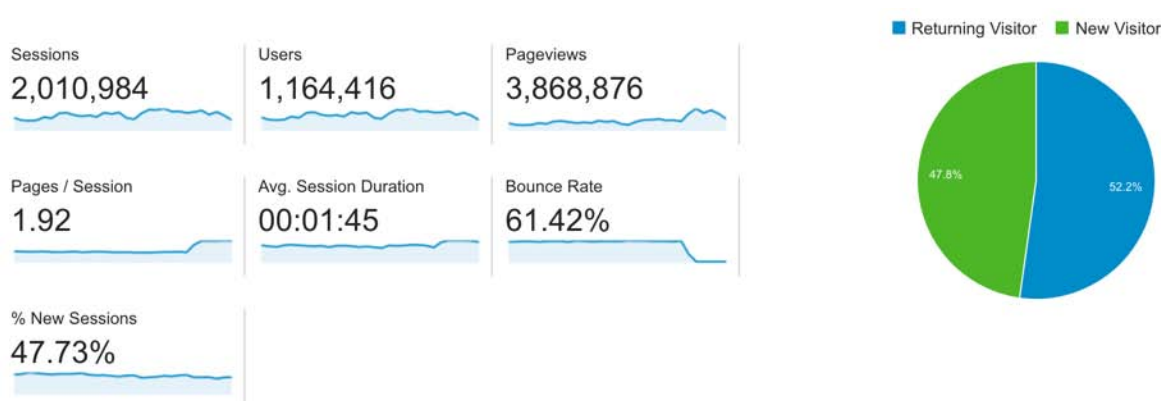 Returning Visitor New Visitor
Sessions
2,010,984
Users
1,164,416
Pageviews
3,868,876
Pages / Session
1.92
Avg. Session Duration
00:01:45
Bounce Rate
61.42%
% New Sessions
47.73%
47.8%
52.2%